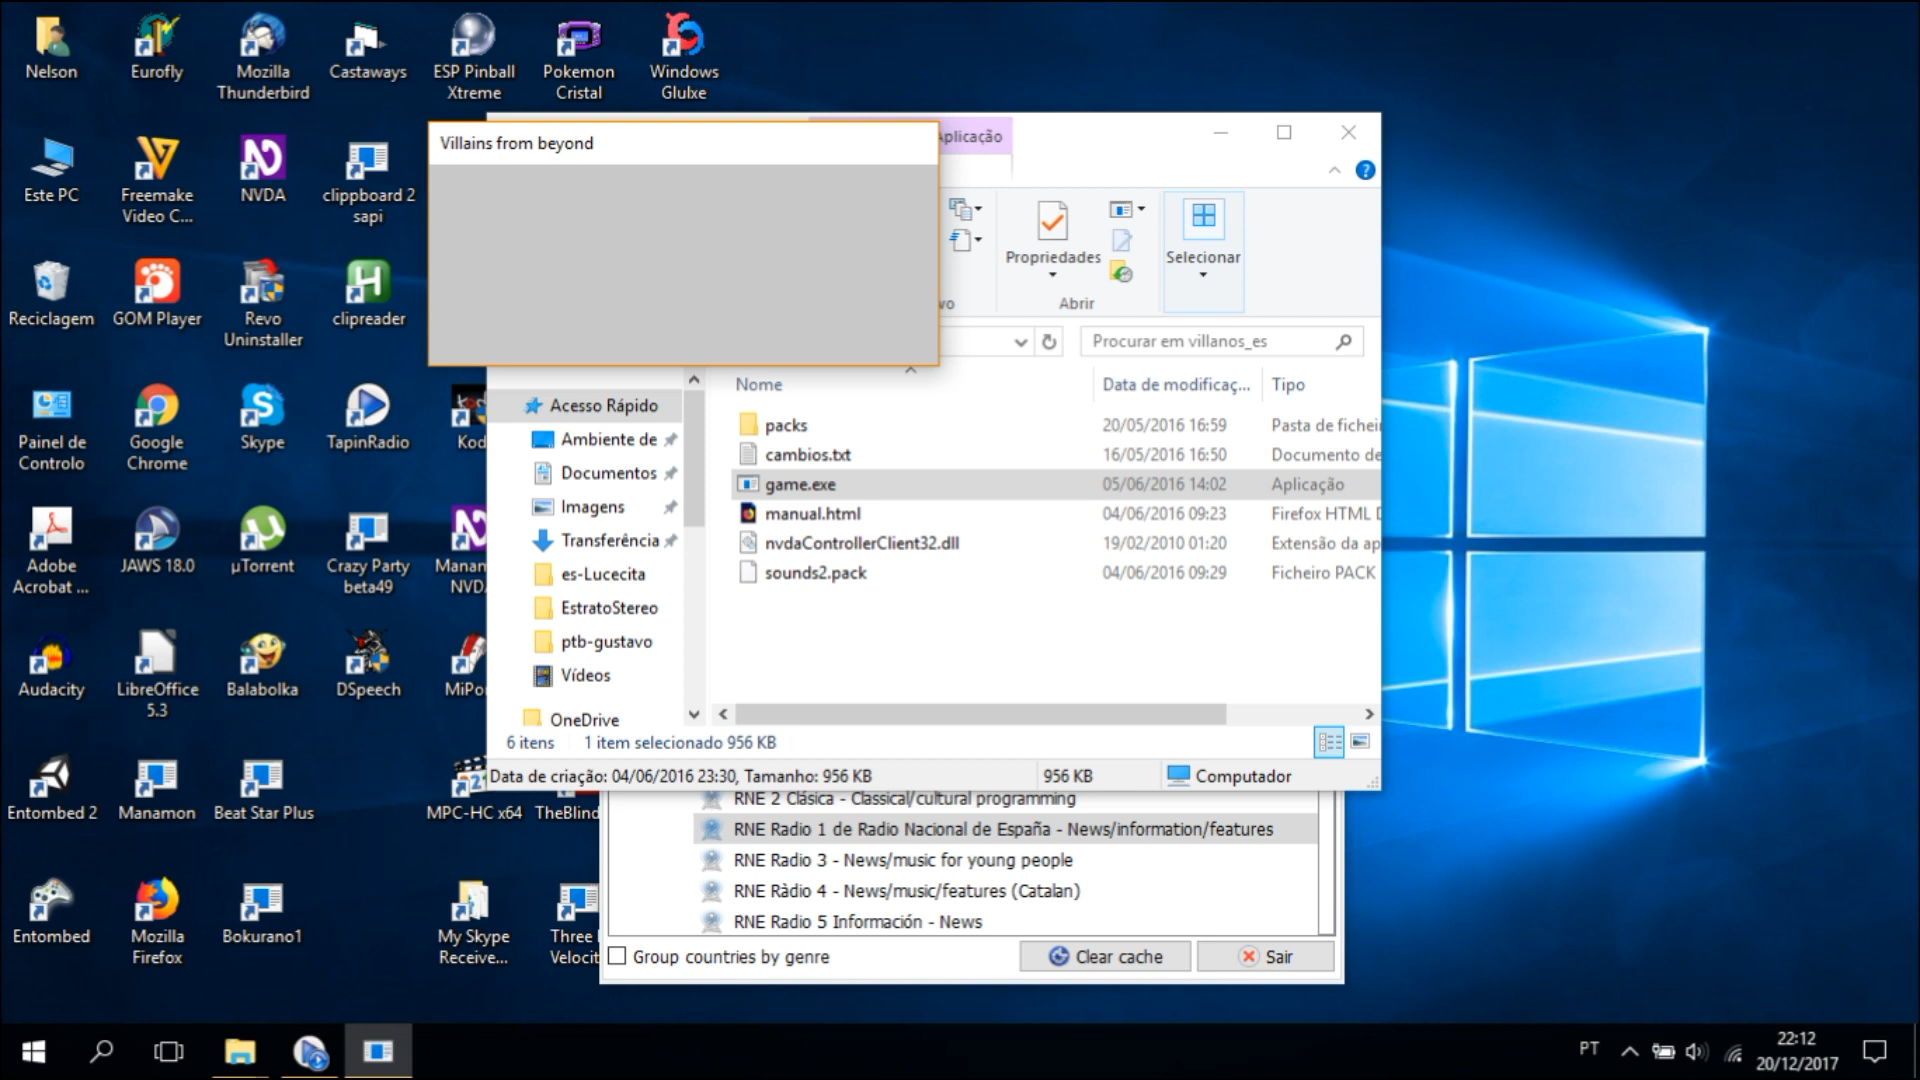 Nelson
Eurofly
Mozilla
Thunderbird
Castaways
ESP Pinball
Xtreme
Pokemon
Cristal
Windows
Glulxe
Este PC
Freemake
Video C...
NVDA
clippboard 2
sapi
Reciclagem
GOM Player
Revo
Uninstaller
clipreader
Painel de
Controlo
Google
Chrome
Skype
TapinRadio
Kod
Adobe
Acrobat ...
JAWS 18.0
µTorrent
Crazy Party
beta49
Manam
NVD
Audacity
LibreOffice
5.3
Balabolka
DSpeech
MiPo
Entombed 2
Manamon
Beat Star Plus
MPC-HC x64
TheBlind
Entombed
Mozilla
Firefox
Bokurano1
My Skype
Receive...
Three
Velocit
Villains from beyond
Aplicação
Propriedades
Selecionar
vo
Abrir
Procurar em villanos_es
Nome
Data de modificaç...
Tipo
Acesso Rápido
Ambiente de
Documentos
Imagens
Transferência
es-Lucecita
EstratoStereo
ptb-gustavo
Vídeos
OneDrive
packs
20/05/2016 16:59
Pasta de fichei
cambios.txt
16/05/2016 16:50
Documento de
game.exe
05/06/2016 14:02
Aplicação
manual.html
04/06/2016 09:23
Firefox HTML D
nvdaControllerClient32.dll
19/02/2010 01:20
Extensão da ap
sounds2.pack
04/06/2016 09:29
Ficheiro PACK
6 itens
1 item selecionado 956 KB
Data de criação: 04/06/2016 23:30, Tamanho: 956 KB
956 KB
Computador
RNE 2 Clásica - Classical/cultural programming
RNE Radio 1 de Radio Nacional de España - News/information/features
RNE Radio 3 - News/music for young people
RNE Ràdio 4 - News/music/features (Catalan)
RNE Radio 5 Información - News
Group countries by genre
Clear cache
Sair
PT
22:12
20/12/2017